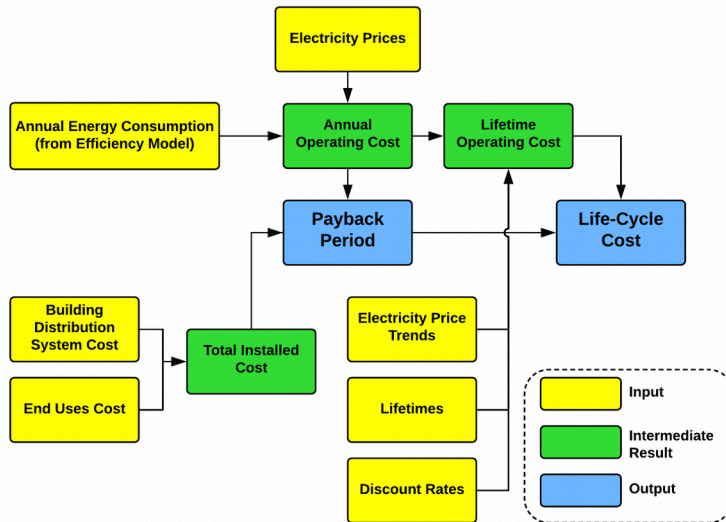 Electricity Prices
Annual Energy Consumption
(from Efficiency Model)
Annual
Operating Cost
Lifetime
Operating Cost
Payback
Period
Life-Cycle
Cost
Building
Distribution
System Cost
Total Installed
Cost
End Uses Cost
Electricity Price
Trends
Lifetimes
Discount Rates
Input
Intermediate
Result
Output